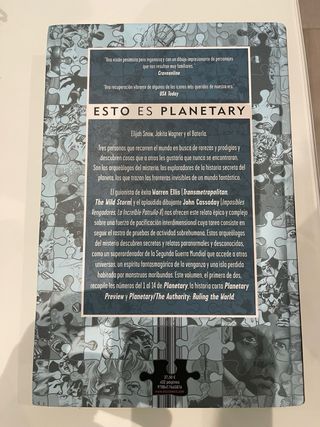 "Una visión pesimista pero ingeniosa y con un dibujo impresionante de personajes
que nos resultan muy familiares."
Craveonline
"Una recuperación vibrante de algunos de los iconos más queridos de nuestra era."
USA Today
ESTO ES PLANETARY
Elijah Snow, Jakita Wagner y el Batería.
Tres personas que recorren el mundo en busca de rarezas y prodigios y
descubren cosas que a otros les gustaría que nunca se encontraran.
Son los arqueólogos del misterio, los exploradores de la historia secreta del
planeta, los que trazan las fronteras invisibles de un mundo fantástico.
El guionista de éxito Warren Ellis (Transmetropolitan,
The Wild Storm) y el aplaudido dibujante John Cassaday (Imposibles
Vengadores, La Increíble Patrulla-X) nos ofrecen este relato épico y complejo
sobre una fuerza de pacificación interdimensional cuya tarea consiste en
seguir el rastro de pruebas de actividad sobrehumana. Estos arqueólogos
del misterio descubren secretos y relatos paranormales y desconocidos,
como un superordenador de la Segunda Guerra Mundial que accede a otros
universos, un espíritu fantasmagórico de la venganza y una isla perdida
habitada por monstruos moribundos. Este volumen, el primero de dos,
recopila los números del 1 al 14 de Planetary, la historia corta Planetary
Preview y Planetary/The Authority: Ruling the World.
37,50 €
432 páginas